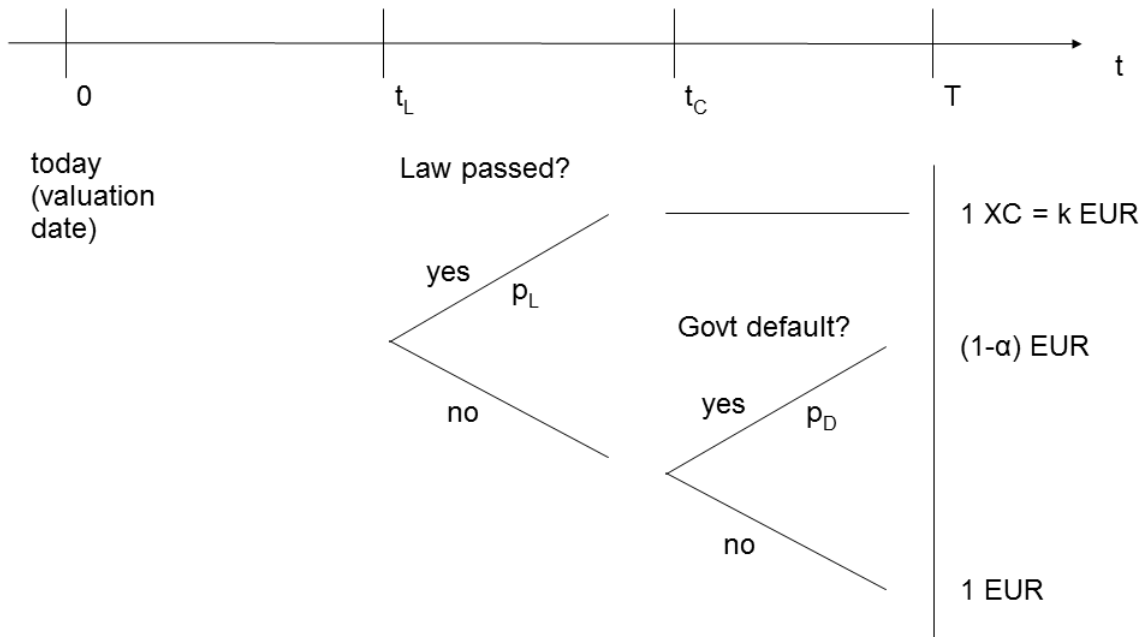 t
0
t_L
t_C
T
today
(valuation
date)
Law passed?
1 XC = k EUR
yes
p_L
Govt default?
(1-α) EUR
yes
p_D
no
no
1 EUR